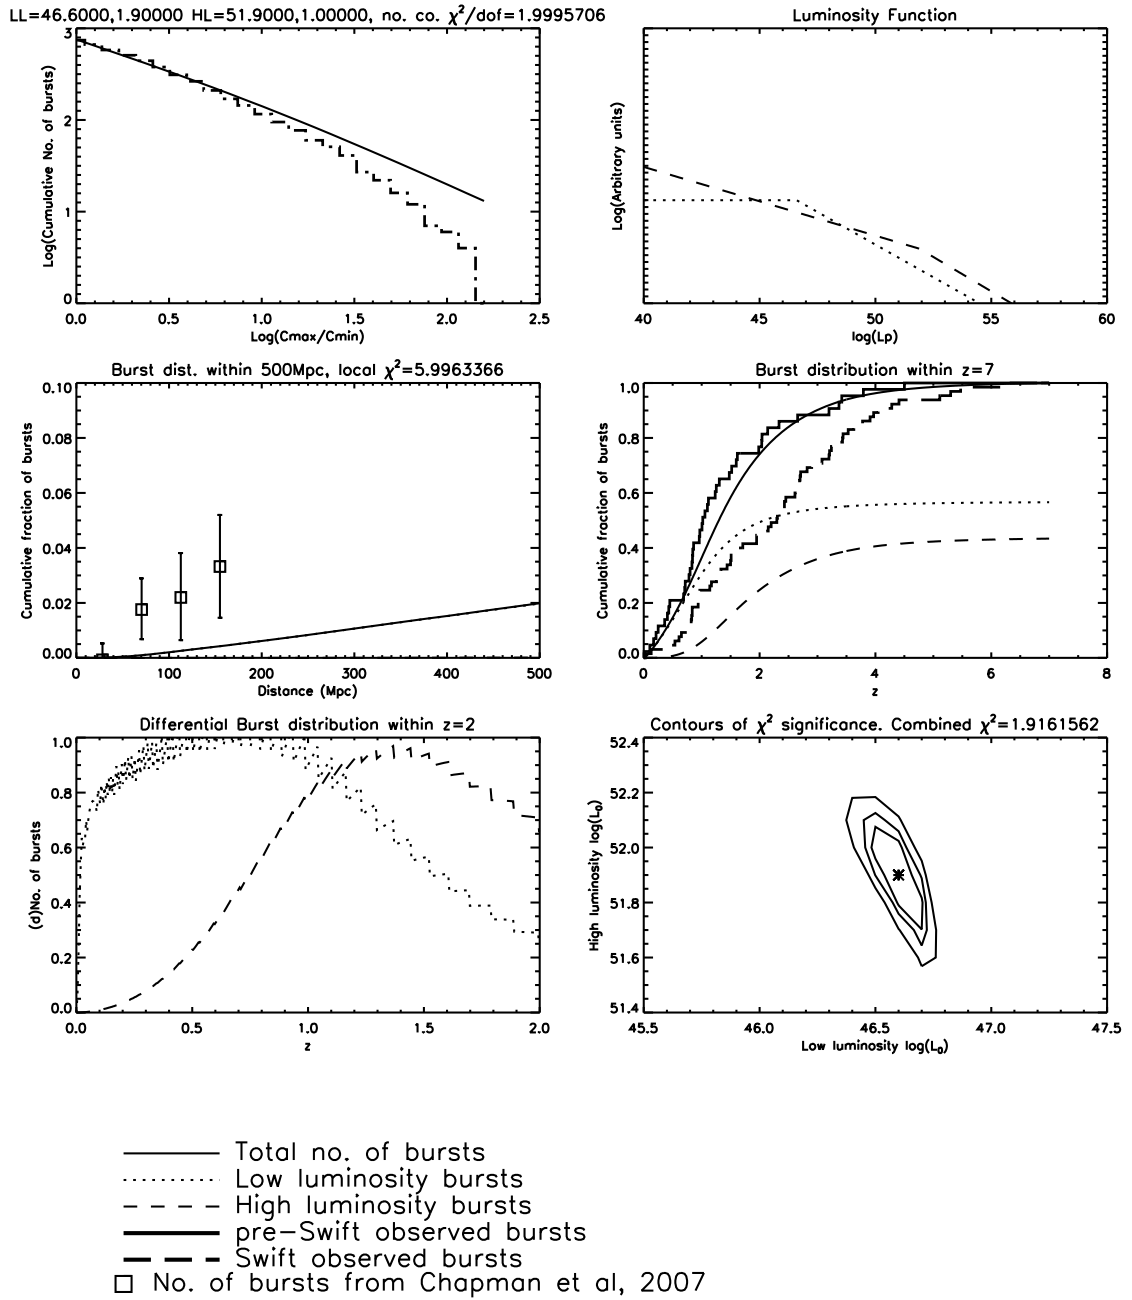 LL=46.6000,1.90000 HL=51.9000,1.00000, no. co. χ²/dof=1.9995706
Log(Cumulative No. of bursts)
3
2
1
0
0.0 0.5 1.0 1.5 2.0 2.5
Log(Cmax/Cmin)
Luminosity Function
Log(Arbitrary units)
40 45 50 55 60
log(Lp)
Burst dist. within 500Mpc, local χ²=5.9963366
Cumulative fraction of bursts
0.10
0.08
0.06
0.04
0.02
0.00
0 100 200 300 400 500
Distance (Mpc)
Burst distribution within z=7
Cumulative fraction of bursts
1.0
0.8
0.6
0.4
0.2
0.0
0 2 4 6 8
z
Differential Burst distribution within z=2
(d)No. of bursts
1.0
0.8
0.6
0.4
0.2
0.0
0.0 0.5 1.0 1.5 2.0
z
Contours of χ² significance. Combined χ²=1.9161562
High luminosity log(L₀)
52.4
52.2
52.0
51.8
51.6
51.4
45.5 46.0 46.5 47.0 47.5
Low luminosity log(L₀)
Total no. of bursts
Low luminosity bursts
High luminosity bursts
pre-Swift observed bursts
Swift observed bursts
No. of bursts from Chapman et al, 2007